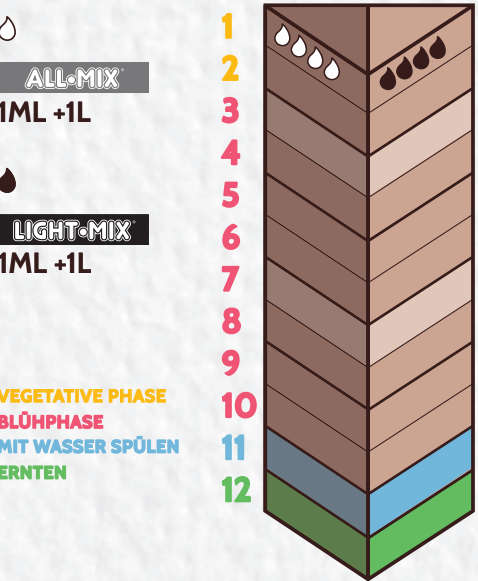 ALL•MIX
1ML +1L
LIGHT•MIX
1ML +1L
VEGETATIVE PHASE
BLÜHPHASE
MIT WASSER SPÜLEN
ERNTEN
1
2
3
4
5
6
7
8
9
10
11
12